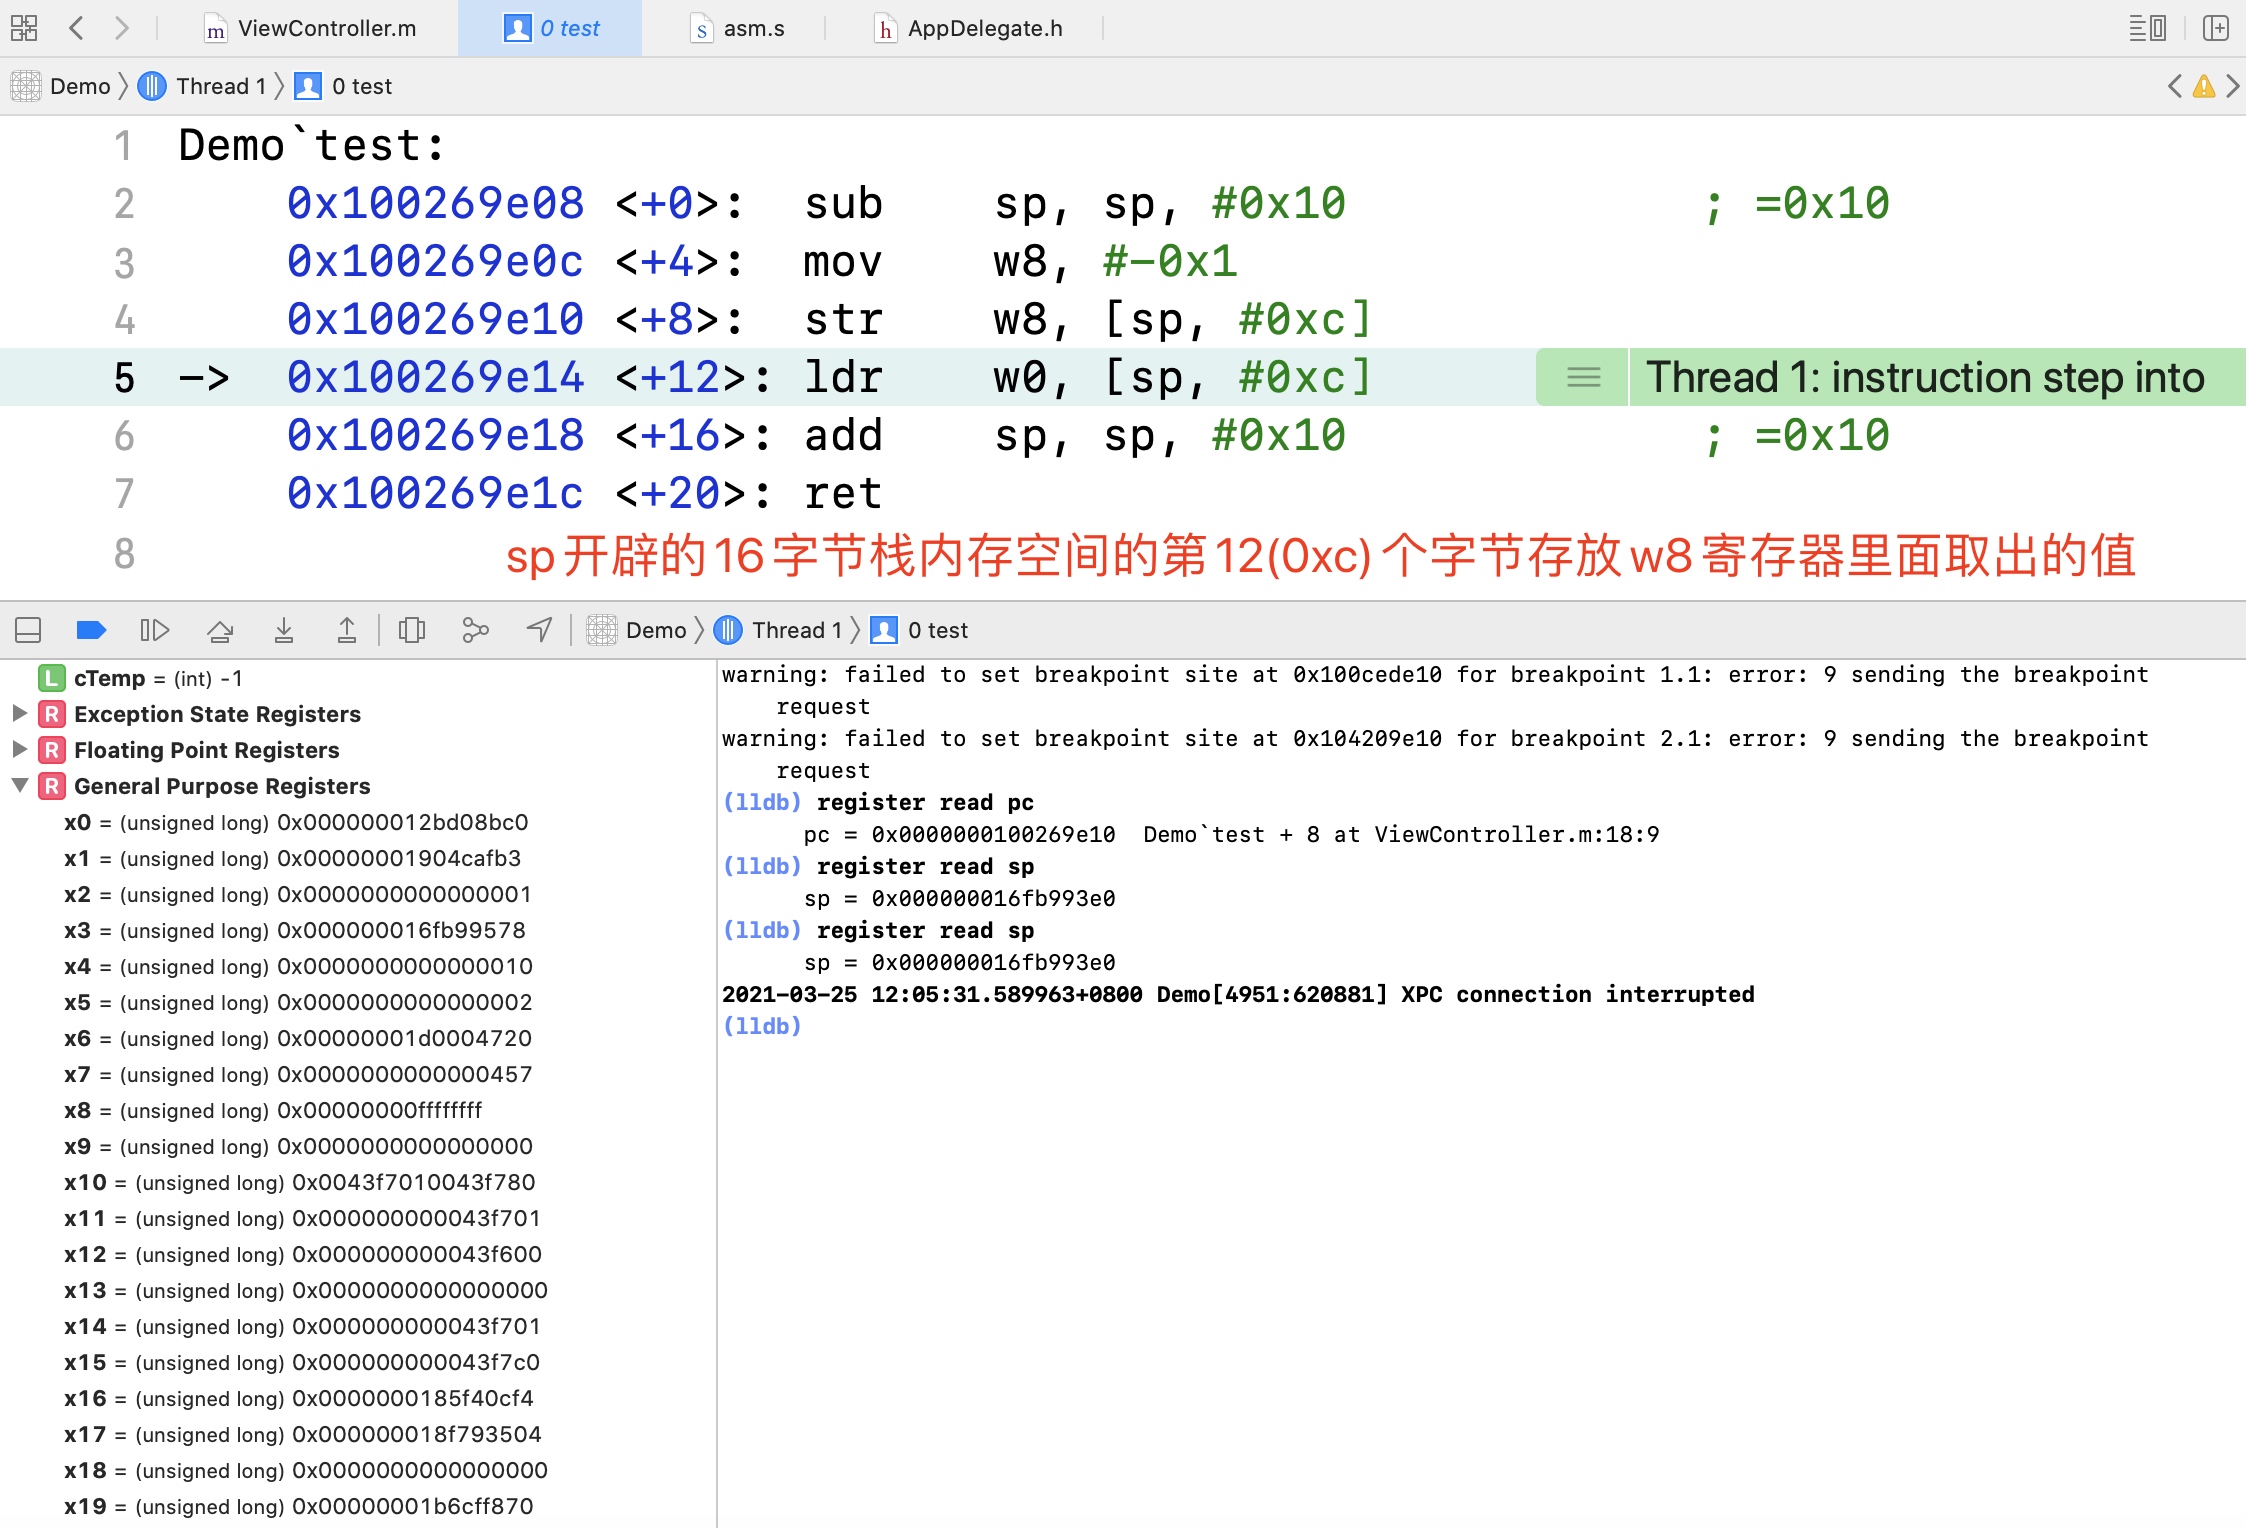 ViewController.m 0 test asm.s AppDelegate.h
Demo Thread 1 0 test
1 Demo`test:
2 0x100269e08 <+0>: sub sp, sp, #0x10 ; =0x10
3 0x100269e0c <+4>: mov w8, #-0x1
4 0x100269e10 <+8>: str w8, [sp, #0xc]
5 -> 0x100269e14 <+12>: ldr w0, [sp, #0xc] Thread 1: instruction step into
6 0x100269e18 <+16>: add sp, sp, #0x10 ; =0x10
7 0x100269e1c <+20>: ret
8 sp开辟的16字节栈内存空间的第12(0xc)个字节存放w8寄存器里面取出的值
Demo Thread 1 0 test
L cTemp = (int) -1
R Exception State Registers
R Floating Point Registers
R General Purpose Registers
x0 = (unsigned long) 0x000000012bd08bc0
x1 = (unsigned long) 0x00000001904cafb3
x2 = (unsigned long) 0x0000000000000001
x3 = (unsigned long) 0x000000016fb99578
x4 = (unsigned long) 0x0000000000000010
x5 = (unsigned long) 0x0000000000000002
x6 = (unsigned long) 0x00000001d0004720
x7 = (unsigned long) 0x0000000000000457
x8 = (unsigned long) 0x00000000ffffffff
x9 = (unsigned long) 0x0000000000000000
x10 = (unsigned long) 0x0043f7010043f780
x11 = (unsigned long) 0x000000000043f701
x12 = (unsigned long) 0x000000000043f600
x13 = (unsigned long) 0x0000000000000000
x14 = (unsigned long) 0x000000000043f701
x15 = (unsigned long) 0x000000000043f7c0
x16 = (unsigned long) 0x0000000185f40cf4
x17 = (unsigned long) 0x000000018f793504
x18 = (unsigned long) 0x0000000000000000
x19 = (unsigned long) 0x00000001b6cff870
warning: failed to set breakpoint site at 0x100cede10 for breakpoint 1.1: error: 9 sending the breakpoint
request
warning: failed to set breakpoint site at 0x104209e10 for breakpoint 2.1: error: 9 sending the breakpoint
request
(lldb) register read pc
pc = 0x0000000100269e10 Demo`test + 8 at ViewController.m:18:9
(lldb) register read sp
sp = 0x000000016fb993e0
(lldb) register read sp
sp = 0x000000016fb993e0
2021-03-25 12:05:31.589963+0800 Demo[4951:620881] XPC connection interrupted
(lldb)